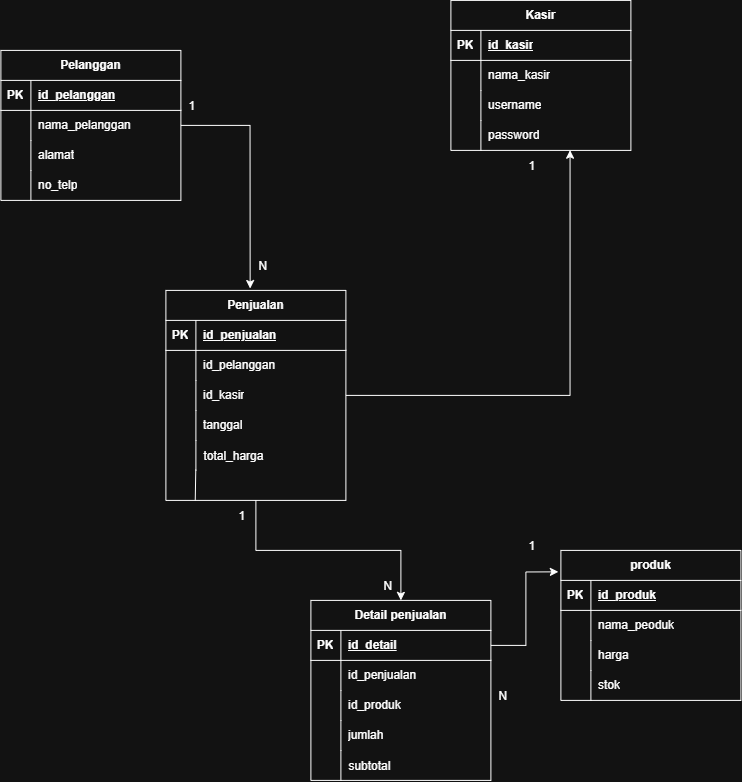 Kasir
PK id_kasir
nama_kasir
username
password
1
Pelanggan
PK id_pelanggan
nama_pelanggan
alamat
no_telp
1
N
Penjualan
PK id_penjualan
id_pelanggan
id_kasir
tanggal
total_harga
1
N
Detail penjualan
PK id_detail
id_penjualan
id_produk
jumlah
subtotal
N
1
produk
PK id_produk
nama_peoduk
harga
stok